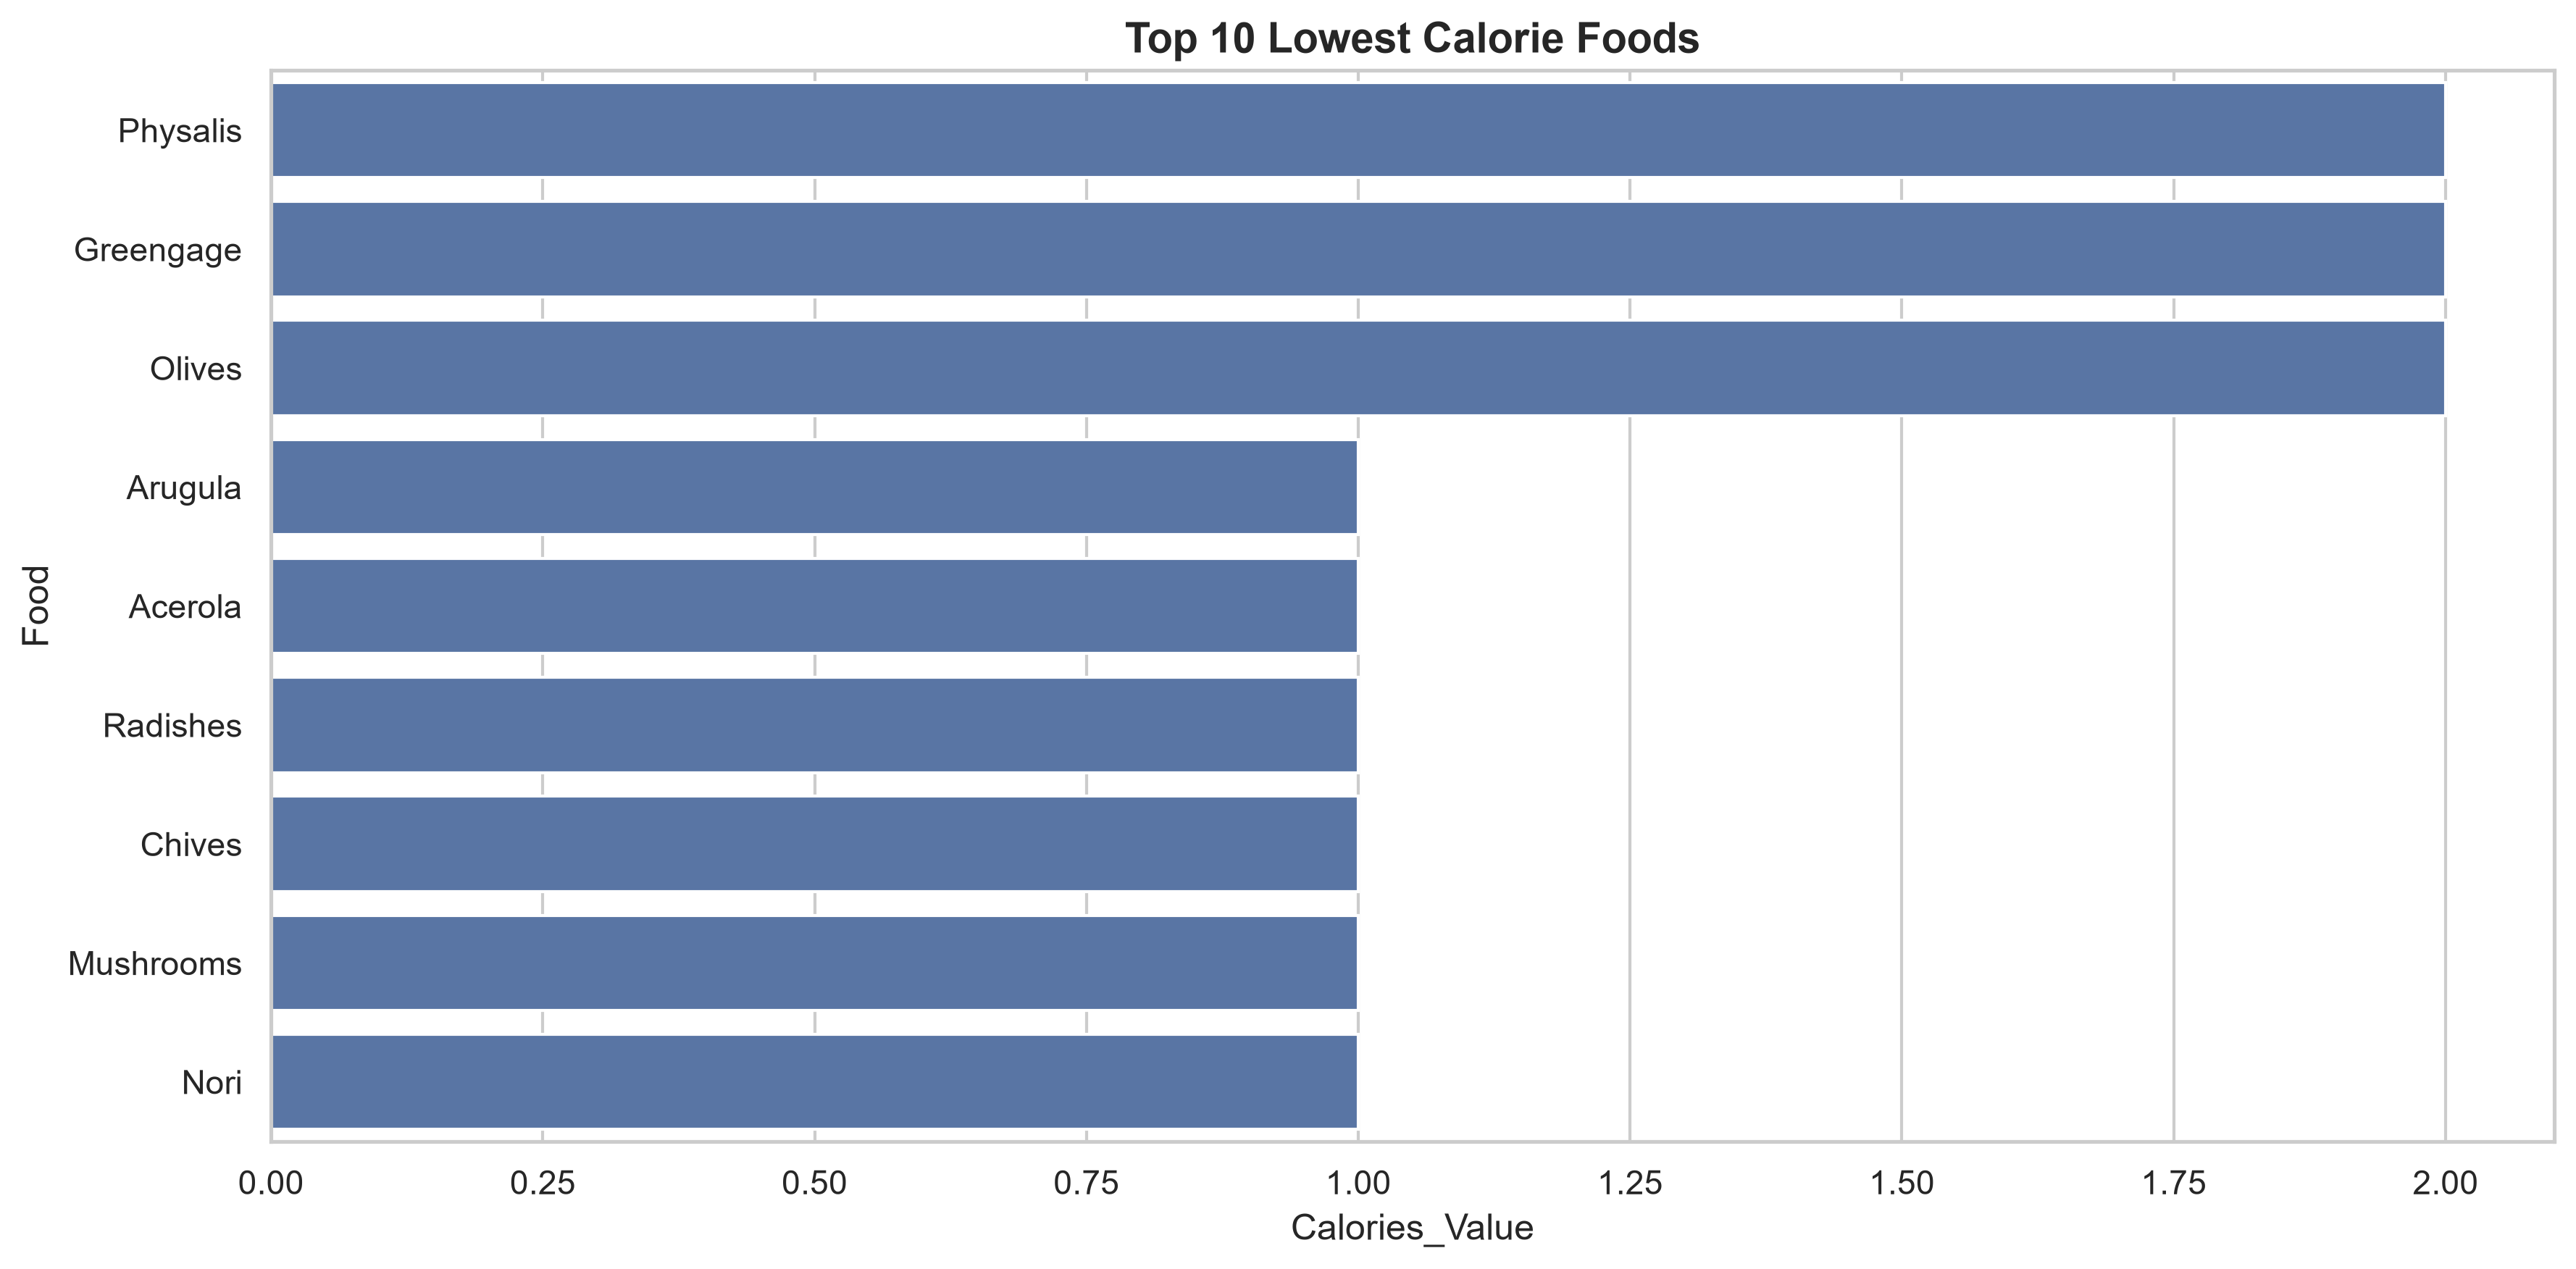 Top 10 Lowest Calorie Foods
Physalis
Greengage
Olives
Arugula
Acerola
Radishes
Chives
Mushrooms
Nori
Food
0.00 0.25 0.50 0.75 1.00 1.25 1.50 1.75 2.00
Calories_Value